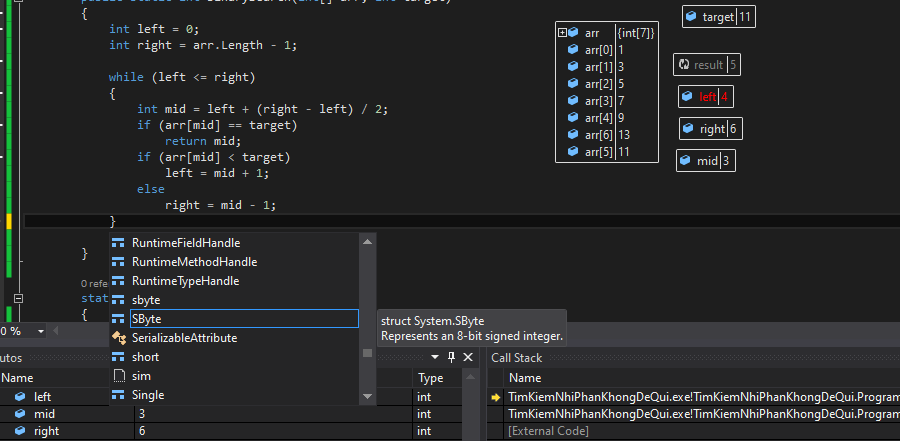 {
int left = 0;
int right = arr.Length - 1;
while (left <= right)
{
int mid = left + (right - left) / 2;
if (arr[mid] == target)
return mid;
if (arr[mid] < target)
left = mid + 1;
else
right = mid - 1;
}
}
0 refe
stat
{
arr {int[7]}
arr[0] 1
arr[1] 3
arr[2] 5
arr[3] 7
arr[4] 9
arr[6] 13
arr[5] 11
target 11
result 5
left 4
right 6
mid 3
RuntimeFieldHandle
RuntimeMethodHandle
RuntimeTypeHandle
sbyte
SByte
SerializableAttribute
short
sim
Single
struct System.SByte
Represents an 8-bit signed integer.
0 %
utos
Name Type
left int
mid 3 int
right 6 int
Call Stack
Name
TimKiemNhiPhanKhongDeQui.exe!TimKiemNhiPhanKhongDeQui.Program
TimKiemNhiPhanKhongDeQui.exe!TimKiemNhiPhanKhongDeQui.Program
[External Code]